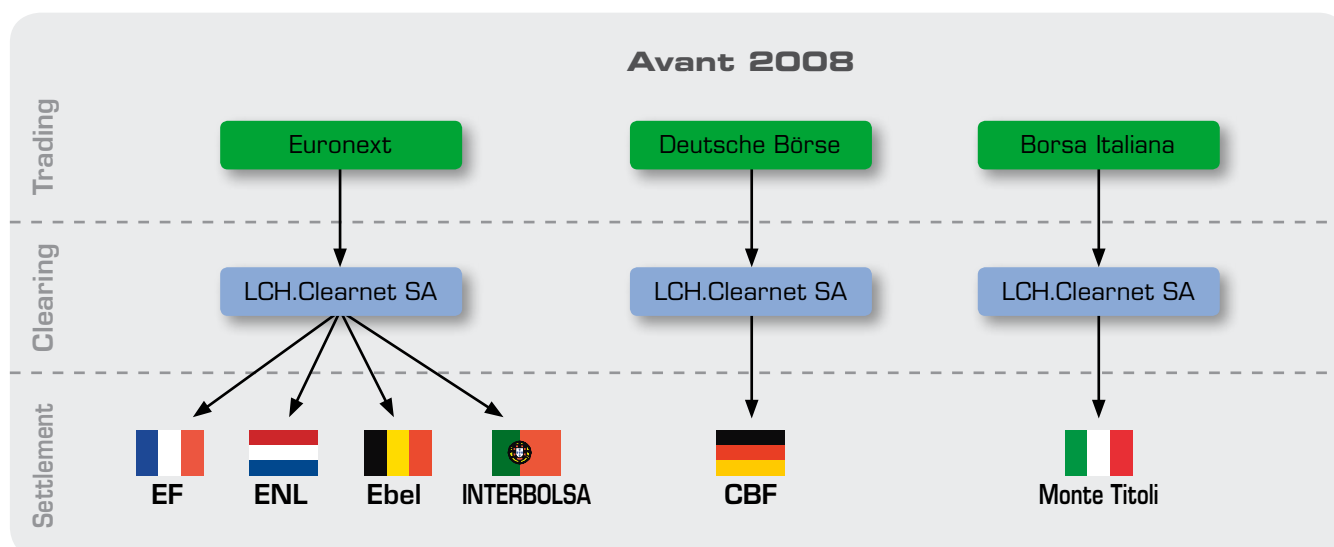 Avant 2008
Trading
Euronext
Deutsche Börse
Borsa Italiana
Clearing
LCH.Clearnet SA
LCH.Clearnet SA
LCH.Clearnet SA
Settlement
EF
ENL
Ebel
INTERBOLSA
CBF
Monte Titoli